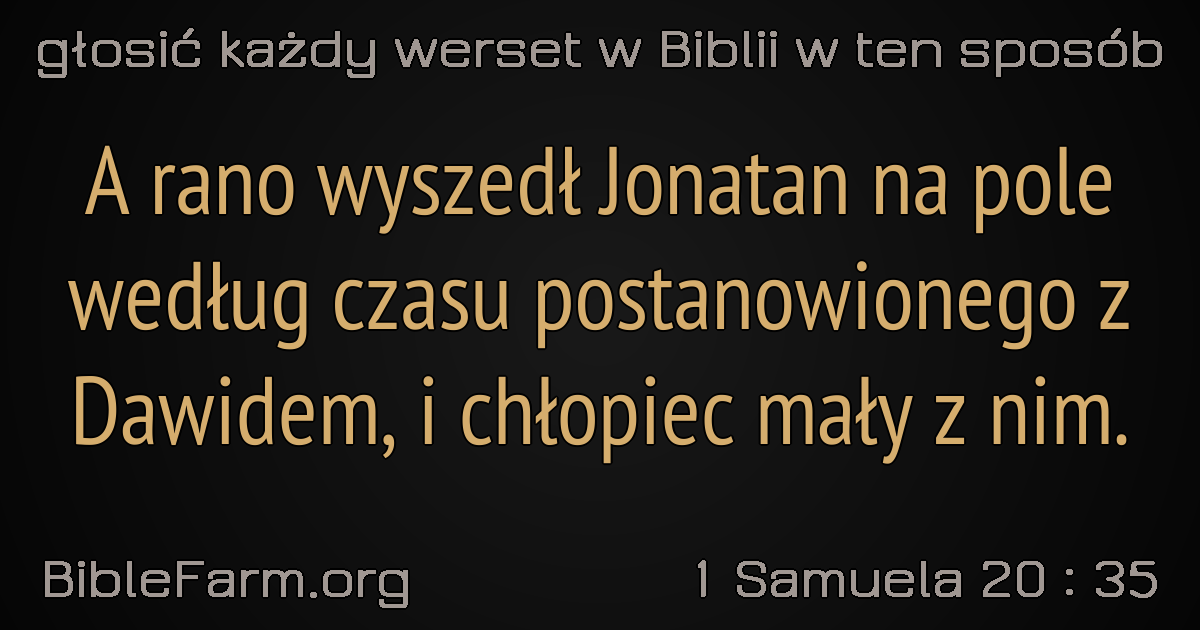 głosić każdy werset w Biblii w ten sposób
A rano wyszedł Jonatan na pole
według czasu postanowionego z
Dawidem, i chłopiec mały z nim.
BibleFarm.org
1 Samuela 20 : 35